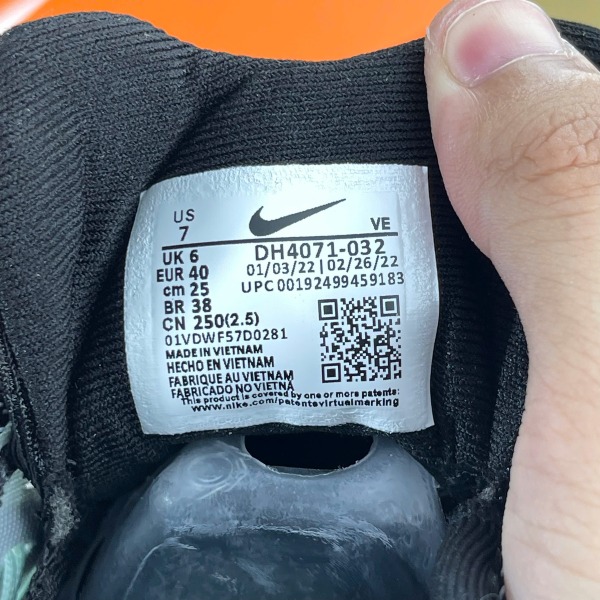 US
7
VE
UK 6
EUR 40
cm 25
BR 38
CN 250(2.5)
DH4071-032
01/03/22 | 02/26/22
UPC 00192499459183
01VDWF57D0281
MADE IN VIETNAM
HECHO EN VIETNAM
FABRIQUE AU VIETNAM
FABRICADO NO VIETNÃ
This product is covered by one or more patents:
www.nike.com/patentsvirtualmarking